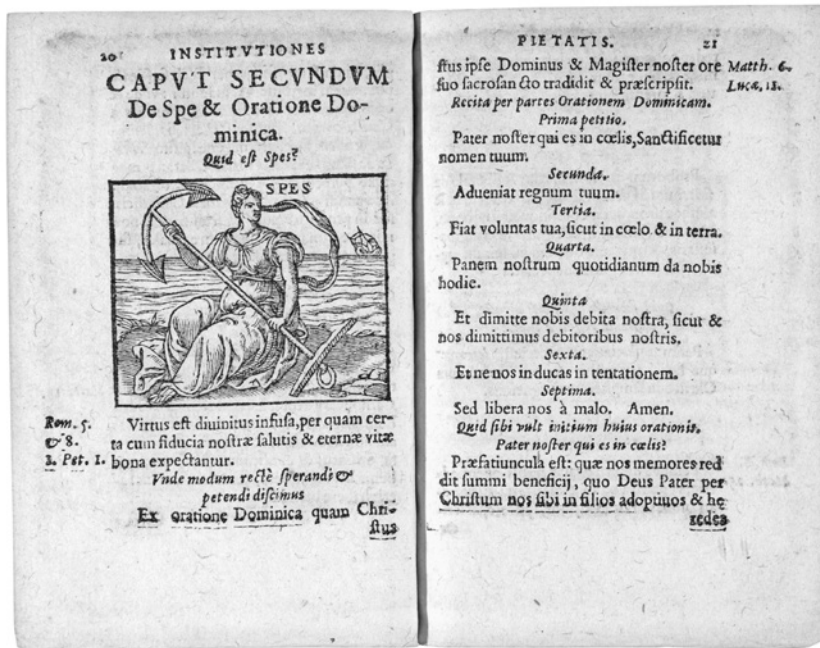 20 INSTITVTIONES
CAPVT SECVNDVM
De Spe & Oratione Do-
minica.
Quid est Spes?
SPES
Rom. 5. Virtus est diuinitus infusa, per quam cer-
& 8. ta cum fiducia nostræ salutis & eternæ vitæ
1. Pet. 1. bona expectantur.
Vnde modum rectè sperandi &
petendi discimus
Ex oratione Dominica quam Chri-
stus
PIETATIS. 21
stus ipse Dominus & Magister noster ore Matth. 6.
suo sacrosan cto tradidit & præscripsit. Lucæ, 11.
Recita per partes Orationem Dominicam.
Prima petitio.
Pater noster qui es in cœlis, Sanctificetur
nomen tuum.
Secunda.
Adueniat regnum tuum.
Tertia.
Fiat voluntas tua, sicut in cœlo & in terra.
Quarta.
Panem nostrum quotidianum da nobis
hodie.
Quinta
Et dimitte nobis debita nostra, sicut &
nos dimittimus debitoribus nostris.
Sexta.
Et ne nos inducas in tentationem.
Septima.
Sed libera nos à malo. Amen.
Quid sibi vult initium huius orationis.
Pater noster qui es in cœlis?
Præfatiuncula est: quæ nos memores red
dit summi beneficij, quo Deus Pater per
Christum nos sibi in filios adoptiuos & hę
redes